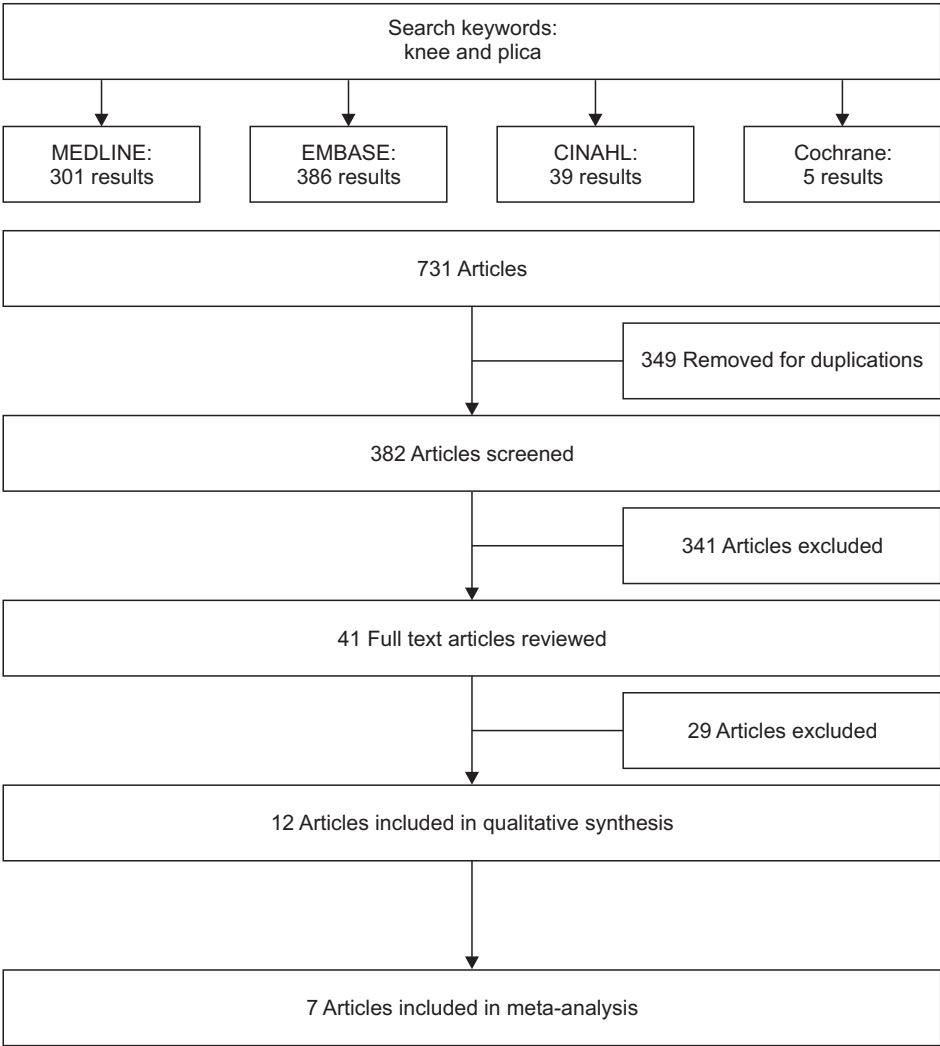 Search keywords:
knee and plica
MEDLINE:
301 results
EMBASE:
386 results
CINAHL:
39 results
Cochrane:
5 results
731 Articles
349 Removed for duplications
382 Articles screened
341 Articles excluded
41 Full text articles reviewed
29 Articles excluded
12 Articles included in qualitative synthesis
7 Articles included in meta-analysis